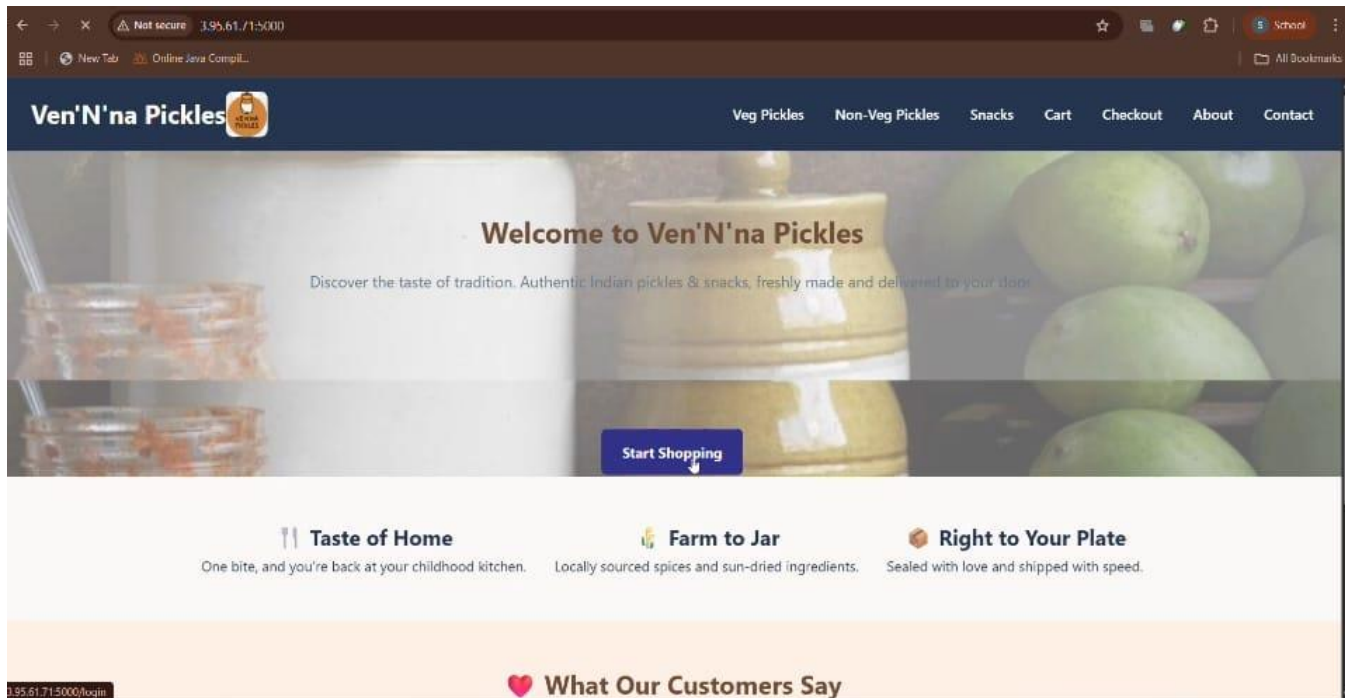 Not secure 3.95.61.71:5000
School
New Tab Online Java Compil...
All Bookmarks
Ven'N'na Pickles
Veg Pickles Non-Veg Pickles Snacks Cart Checkout About Contact
Welcome to Ven'N'na Pickles
Discover the taste of tradition. Authentic Indian pickles & snacks, freshly made and delivered to your door.
Start Shopping
Taste of Home Farm to Jar Right to Your Plate
One bite, and you're back at your childhood kitchen. Locally sourced spices and sun-dried ingredients. Sealed with love and shipped with speed.
What Our Customers Say
3.95.61.71:5000/login